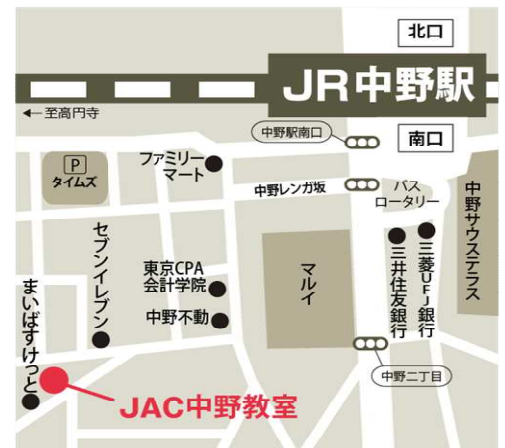 北口
JR中野駅
←至高円寺
中野駅南口
南口
P
タイムズ
ファミリー
マート
中野レンガ坂
バス
ロータリー
中野サウステラス
セブンイレブン
東京CPA
会計学院
中野不動
マルイ
三井住友銀行
三菱UFJ銀行
まいばすけっと
中野二丁目
JAC中野教室